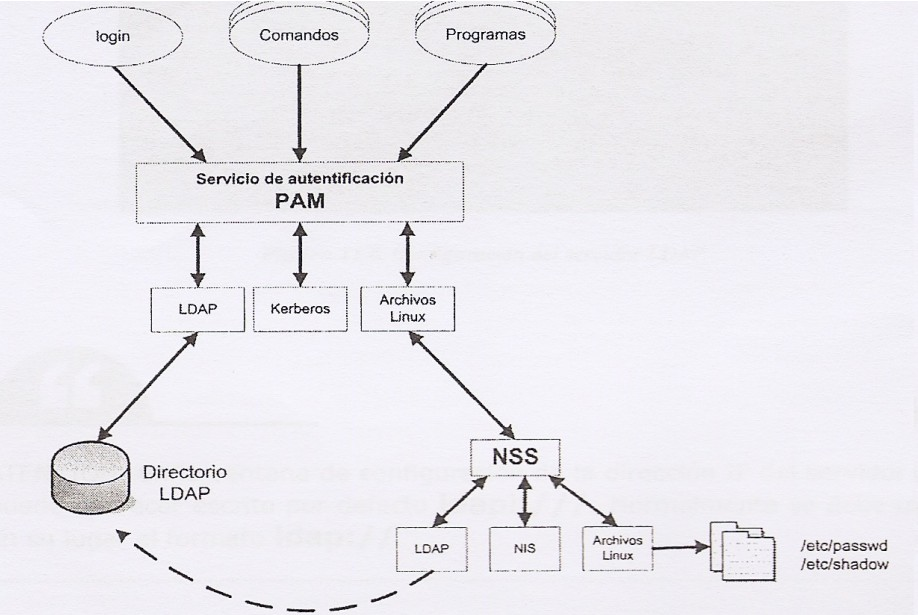 login
Comandos
Programas
Servicio de autentificación
PAM
LDAP
Kerberos
Archivos
Linux
Directorio
LDAP
NSS
LDAP
NIS
Archivos
Linux
/etc/passwd
/etc/shadow